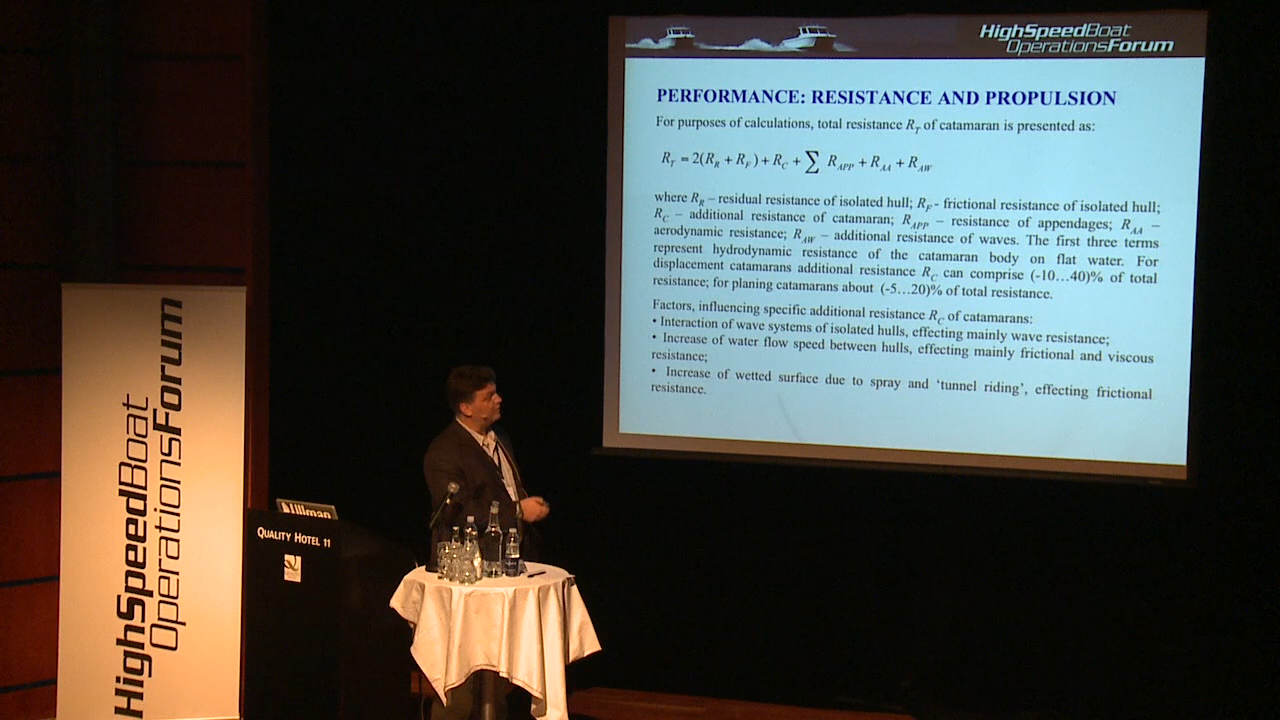 HighSpeedBoat
OperationsForum
PERFORMANCE: RESISTANCE AND PROPULSION
For purposes of calculations, total resistance R_T of catamaran is presented as:
R_T = 2(R_R + R_F) + R_C + ∑ R_APP + R_AA + R_AW
where R_R – residual resistance of isolated hull; R_F - frictional resistance of isolated hull;
R_C – additional resistance of catamaran; R_APP – resistance of appendages; R_AA –
aerodynamic resistance; R_AW – additional resistance of waves. The first three terms
represent hydrodynamic resistance of the catamaran body on flat water. For
displacement catamarans additional resistance R_C can comprise (-10…40)% of total
resistance; for planing catamarans about (-5…20)% of total resistance.
Factors, influencing specific additional resistance R_C of catamarans:
• Interaction of wave systems of isolated hulls, effecting mainly wave resistance;
• Increase of water flow speed between hulls, effecting mainly frictional and viscous
resistance;
• Increase of wetted surface due to spray and ‘tunnel riding’, effecting frictional
resistance.
HighSpeedBoat
OperationsForum
Ullman
QUALITY HOTEL 11